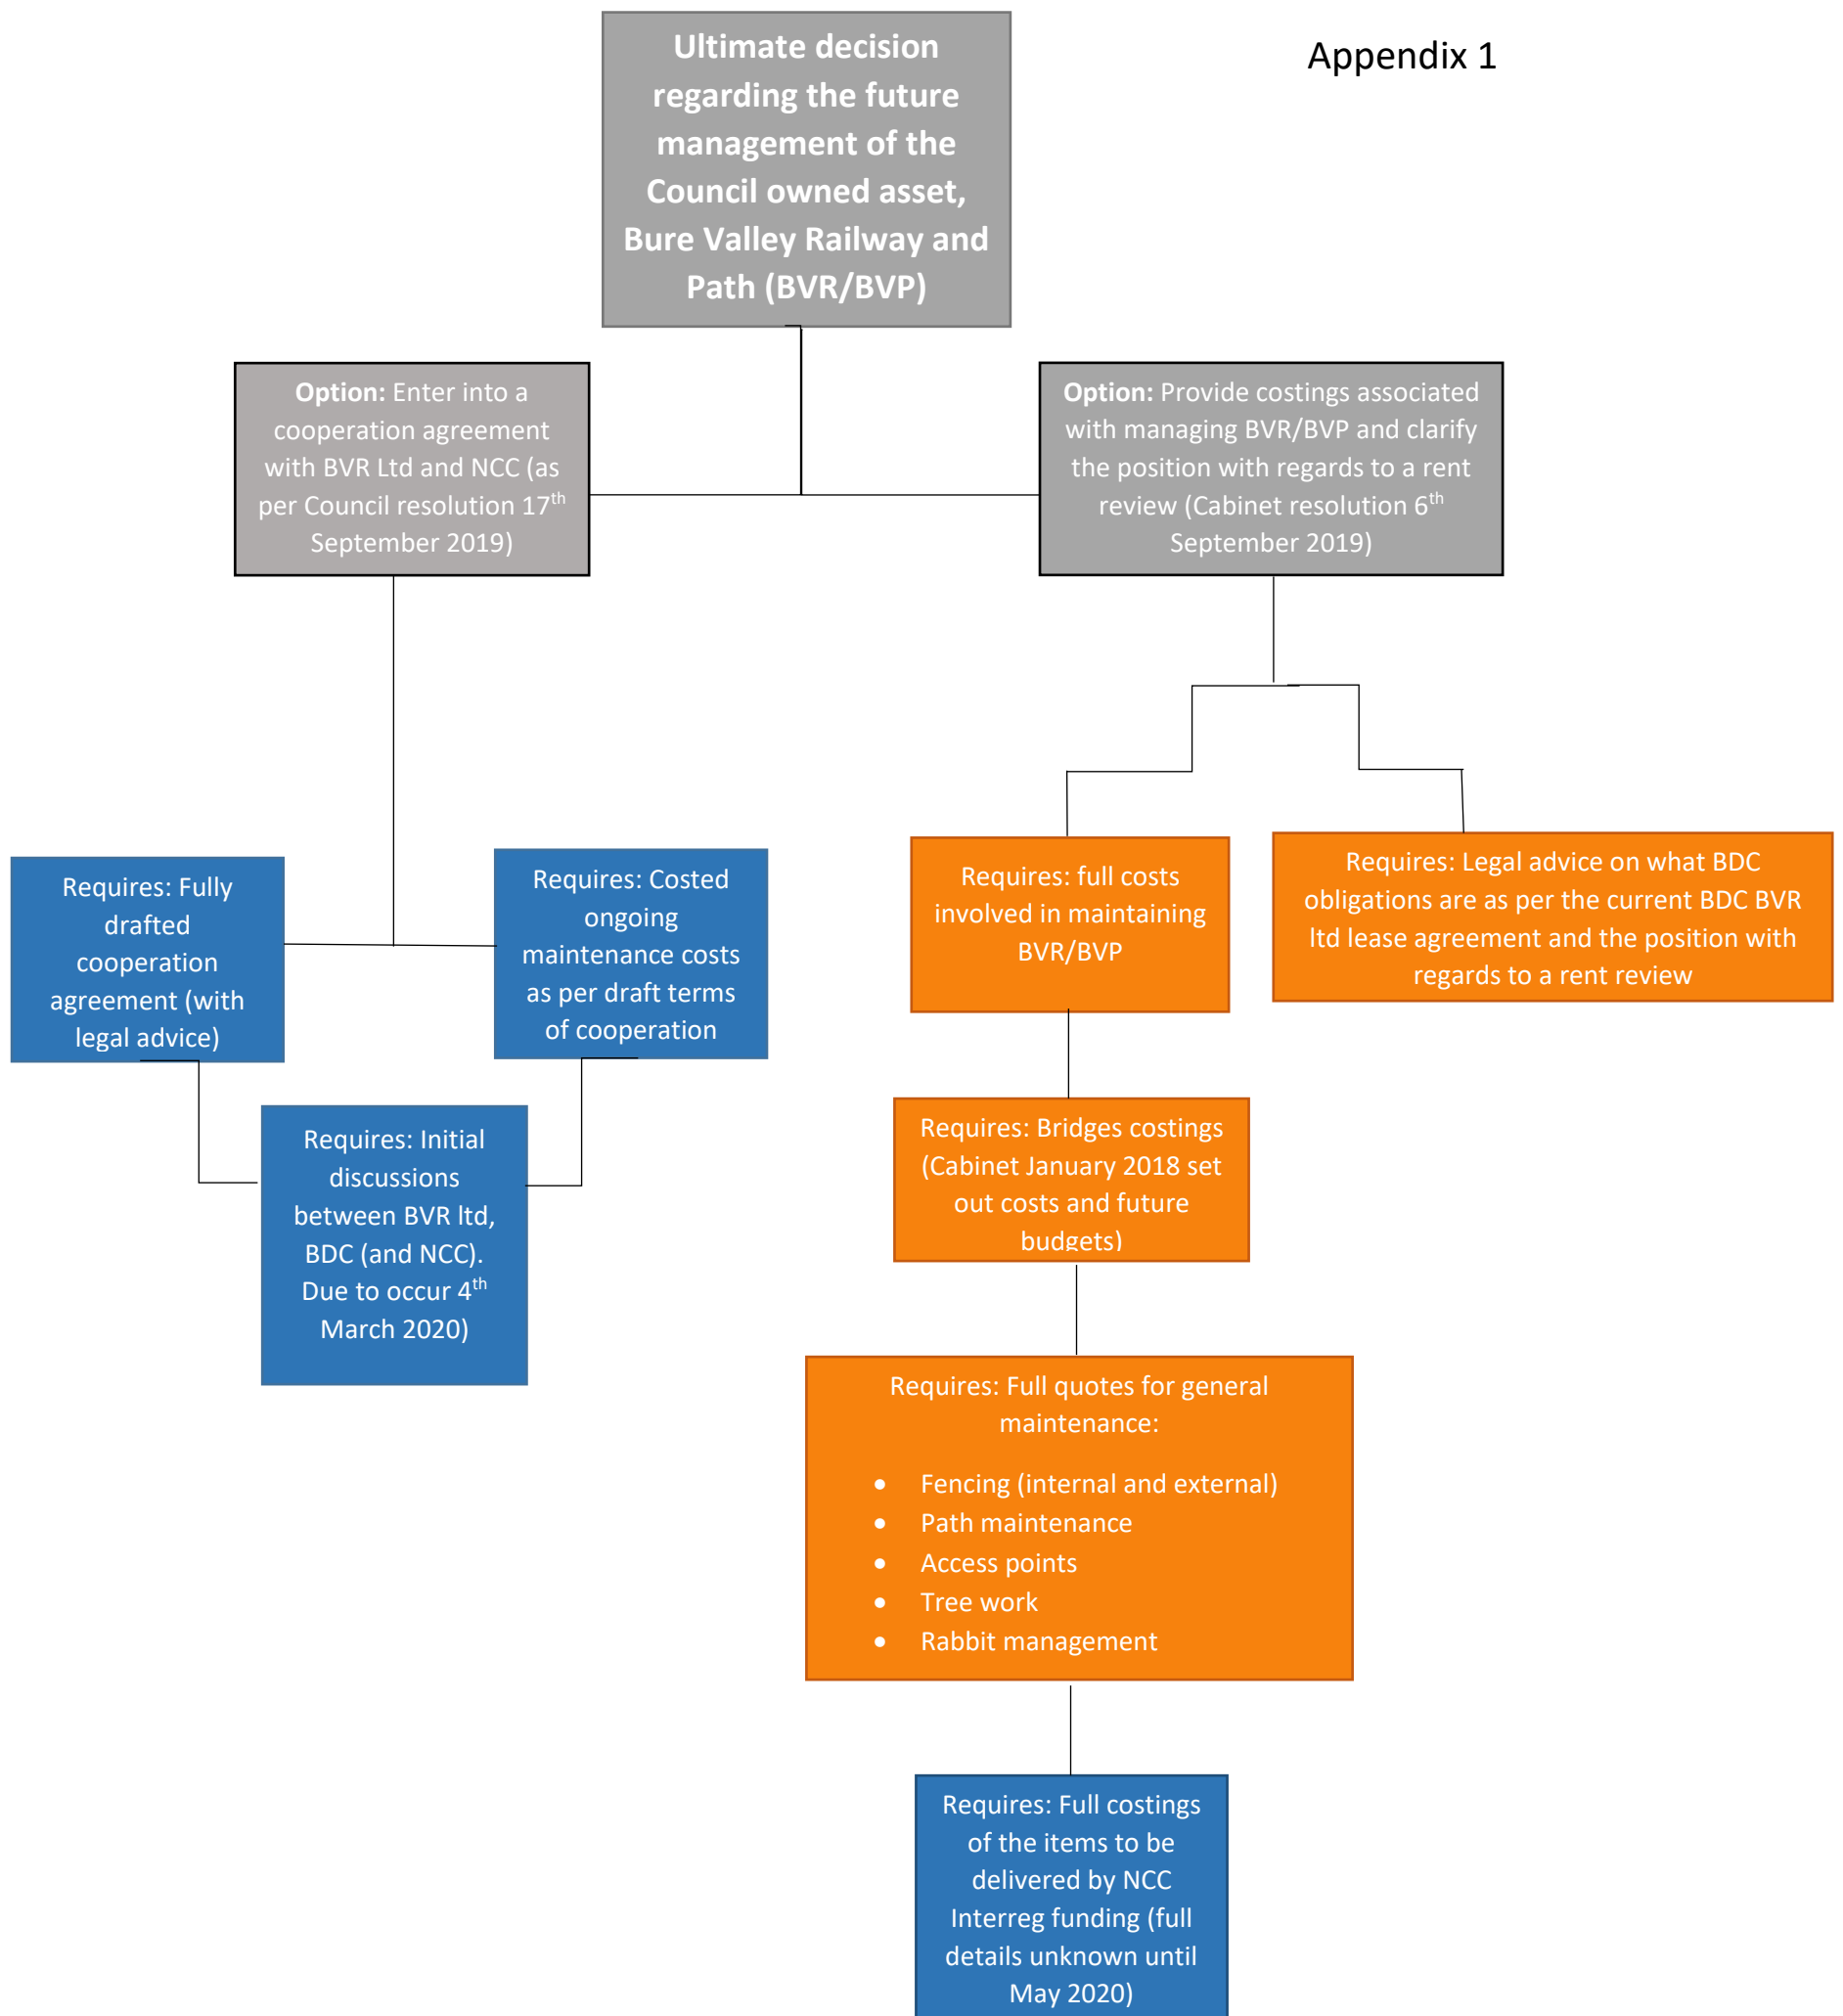 Appendix 1
Ultimate decision
regarding the future
management of the
Council owned asset,
Bure Valley Railway and
Path (BVR/BVP)
Option: Enter into a
cooperation agreement
with BVR Ltd and NCC (as
per Council resolution 17th
September 2019)
Option: Provide costings associated
with managing BVR/BVP and clarify
the position with regards to a rent
review (Cabinet resolution 6th
September 2019)
Requires: Fully
drafted
cooperation
agreement (with
legal advice)
Requires: Costed
ongoing
maintenance costs
as per draft terms
of cooperation
Requires: Initial
discussions
between BVR ltd,
BDC (and NCC).
Due to occur 4th
March 2020)
Requires: full costs
involved in maintaining
BVR/BVP
Requires: Legal advice on what BDC
obligations are as per the current BDC BVR
ltd lease agreement and the position with
regards to a rent review
Requires: Bridges costings
(Cabinet January 2018 set
out costs and future
budgets)
Requires: Full quotes for general
maintenance:
• Fencing (internal and external)
• Path maintenance
• Access points
• Tree work
• Rabbit management
Requires: Full costings
of the items to be
delivered by NCC
Interreg funding (full
details unknown until
May 2020)